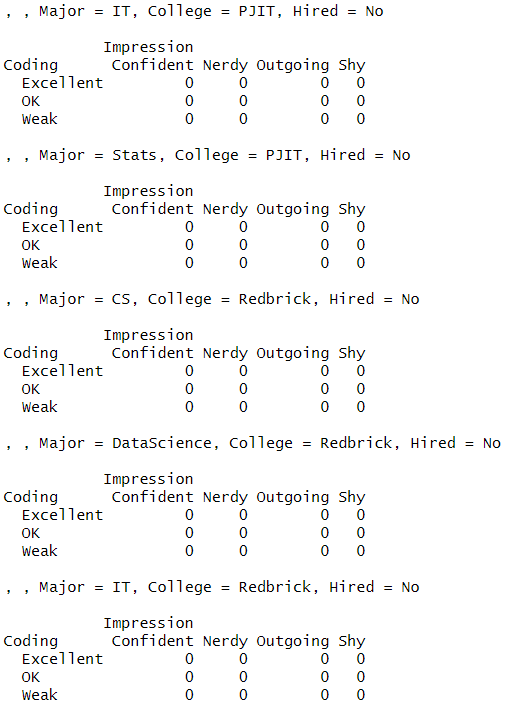 , , Major = IT, College = PJIT, Hired = No
Impression
Coding Confident Nerdy Outgoing Shy
Excellent 0 0 0 0
OK 0 0 0 0
Weak 0 0 0 0
, , Major = Stats, College = PJIT, Hired = No
Impression
Coding Confident Nerdy Outgoing Shy
Excellent 0 0 0 0
OK 0 0 0 0
Weak 0 0 0 0
, , Major = CS, College = Redbrick, Hired = No
Impression
Coding Confident Nerdy Outgoing Shy
Excellent 0 0 0 0
OK 0 0 0 0
Weak 0 0 0 0
, , Major = DataScience, College = Redbrick, Hired = No
Impression
Coding Confident Nerdy Outgoing Shy
Excellent 0 0 0 0
OK 0 0 0 0
Weak 0 0 0 0
, , Major = IT, College = Redbrick, Hired = No
Impression
Coding Confident Nerdy Outgoing Shy
Excellent 0 0 0 0
OK 0 0 0 0
Weak 0 0 0 0